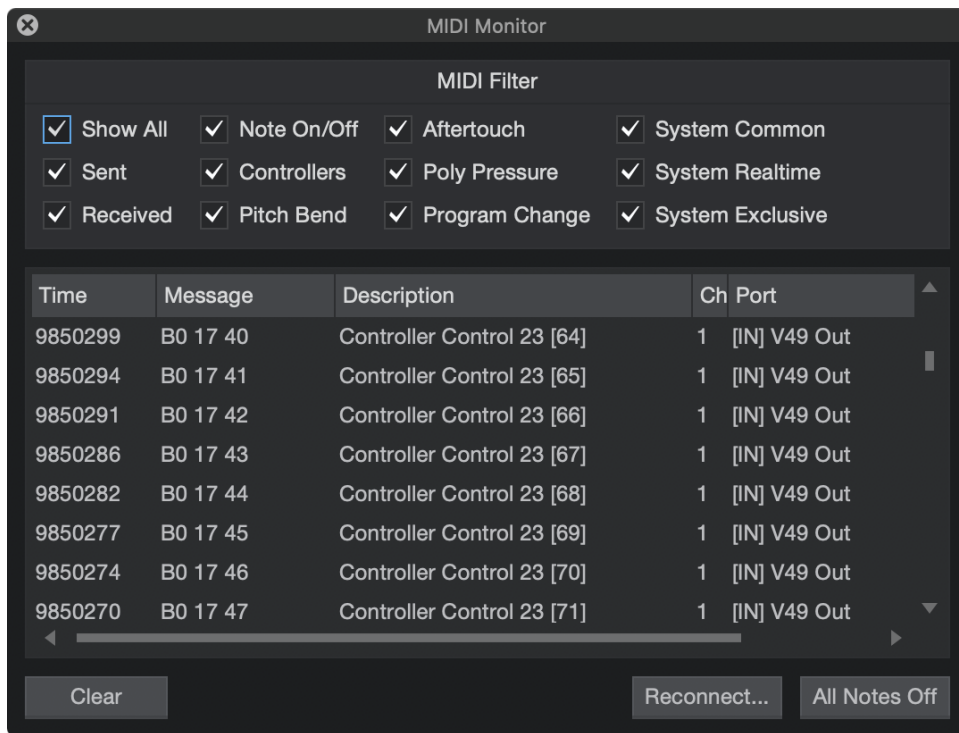 MIDI Monitor
MIDI Filter
Show All Note On/Off Aftertouch System Common
Sent Controllers Poly Pressure System Realtime
Received Pitch Bend Program Change System Exclusive
Time Message Description Ch Port
9850299 B0 17 40 Controller Control 23 [64] 1 [IN] V49 Out
9850294 B0 17 41 Controller Control 23 [65] 1 [IN] V49 Out
9850291 B0 17 42 Controller Control 23 [66] 1 [IN] V49 Out
9850286 B0 17 43 Controller Control 23 [67] 1 [IN] V49 Out
9850282 B0 17 44 Controller Control 23 [68] 1 [IN] V49 Out
9850277 B0 17 45 Controller Control 23 [69] 1 [IN] V49 Out
9850274 B0 17 46 Controller Control 23 [70] 1 [IN] V49 Out
9850270 B0 17 47 Controller Control 23 [71] 1 [IN] V49 Out
Clear Reconnect... All Notes Off